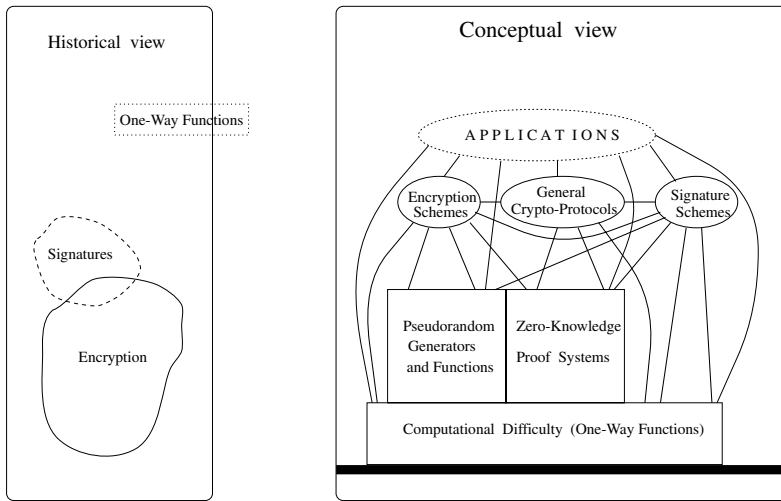 Historical view
One-Way Functions
Signatures
Encryption
Conceptual view
APPLICATIONS
Encryption
Schemes
General
Crypto-Protocols
Signature
Schemes
Pseudorandom
Generators
and Functions
Zero-Knowledge
Proof Systems
Computational Difficulty (One-Way Functions)